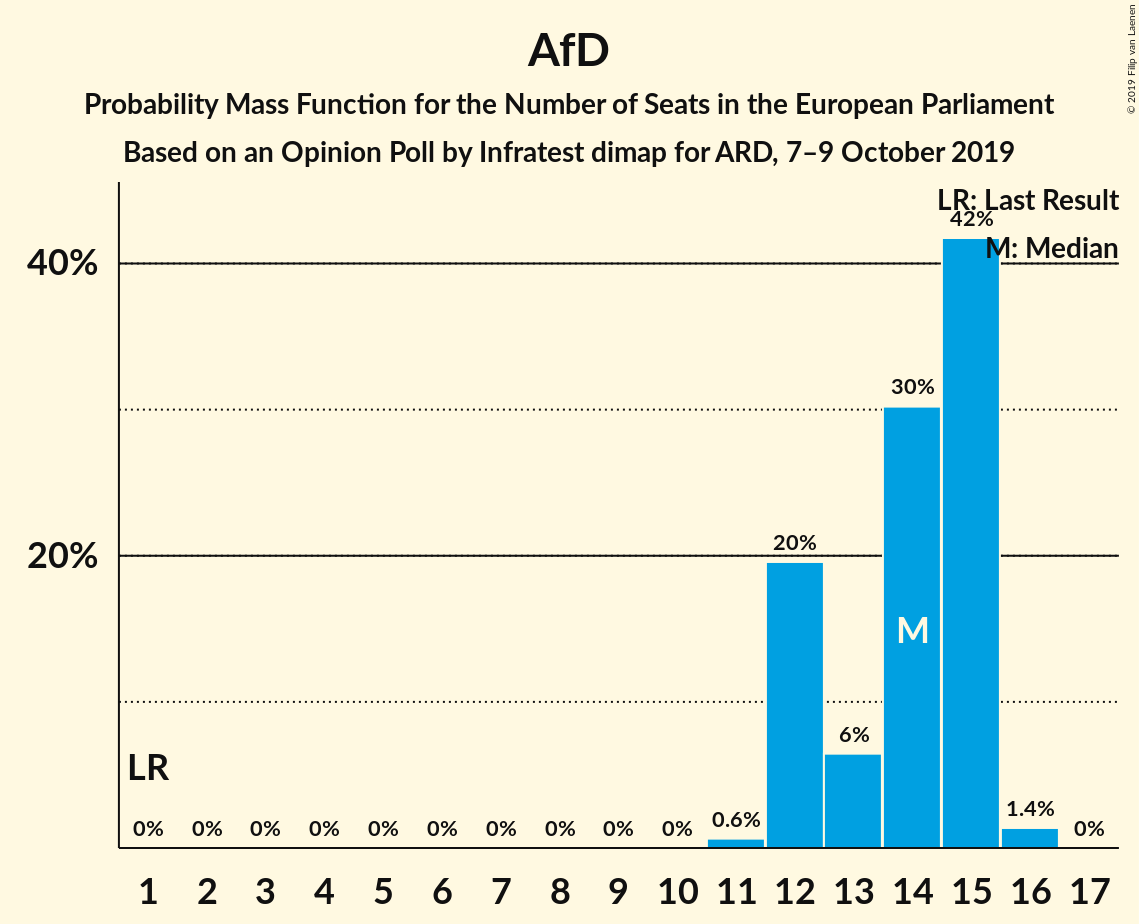 AfD
Probability Mass Function for the Number of Seats in the European Parliament
Based on an Opinion Poll by Infratest dimap for ARD, 7–9 October 2019
© 2019 Filip van Laenen
LR: Last Result
M: Median
42%
40%
30%
20%
20%
M
6%
LR
0% 0% 0% 0% 0% 0% 0% 0% 0% 0% 0.6% 1.4% 0%
1 2 3 4 5 6 7 8 9 10 11 12 13 14 15 16 17